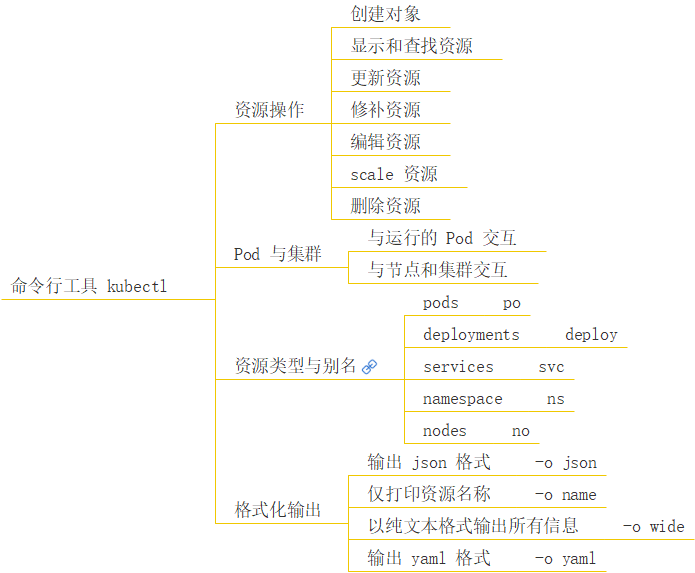 命令行工具 kubectl
资源操作
创建对象
显示和查找资源
更新资源
修补资源
编辑资源
scale 资源
删除资源
Pod 与集群
与运行的 Pod 交互
与节点和集群交互
资源类型与别名
pods po
deployments deploy
services svc
namespace ns
nodes no
格式化输出
输出 json 格式 -o json
仅打印资源名称 -o name
以纯文本格式输出所有信息 -o wide
输出 yaml 格式 -o yaml